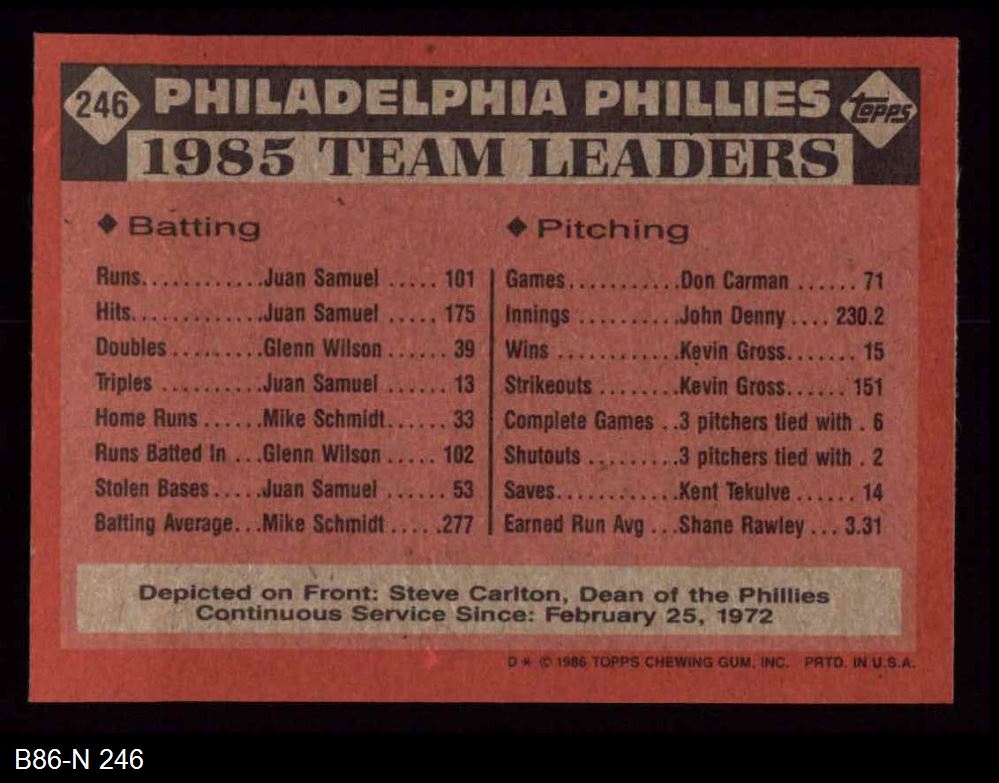 246 PHILADELPHIA PHILLIES Topps
1985 TEAM LEADERS
◆ Batting
Runs............Juan Samuel ..... 101
Hits.............Juan Samuel ..... 175
Doubles .........Glenn Wilson ...... 39
Triples ..........Juan Samuel ...... 13
Home Runs ......Mike Schmidt...... 33
Runs Batted In ...Glenn Wilson ..... 102
Stolen Bases.....Juan Samuel ...... 53
Batting Average...Mike Schmidt .....277
◆ Pitching
Games...........Don Carman ......71
Innings ..........John Denny .... 230.2
Wins ............Kevin Gross....... 15
Strikeouts ........Kevin Gross...... 151
Complete Games ..3 pitchers tied with . 6
Shutouts .........3 pitchers tied with . 2
Saves............Kent Tekulve ...... 14
Earned Run Avg ...Shane Rawley ... 3.31
Depicted on Front: Steve Carlton, Dean of the Phillies
Continuous Service Since: February 25, 1972
D* © 1986 TOPPS CHEWING GUM, INC. PRTD. IN U.S.A.
B86-N 246